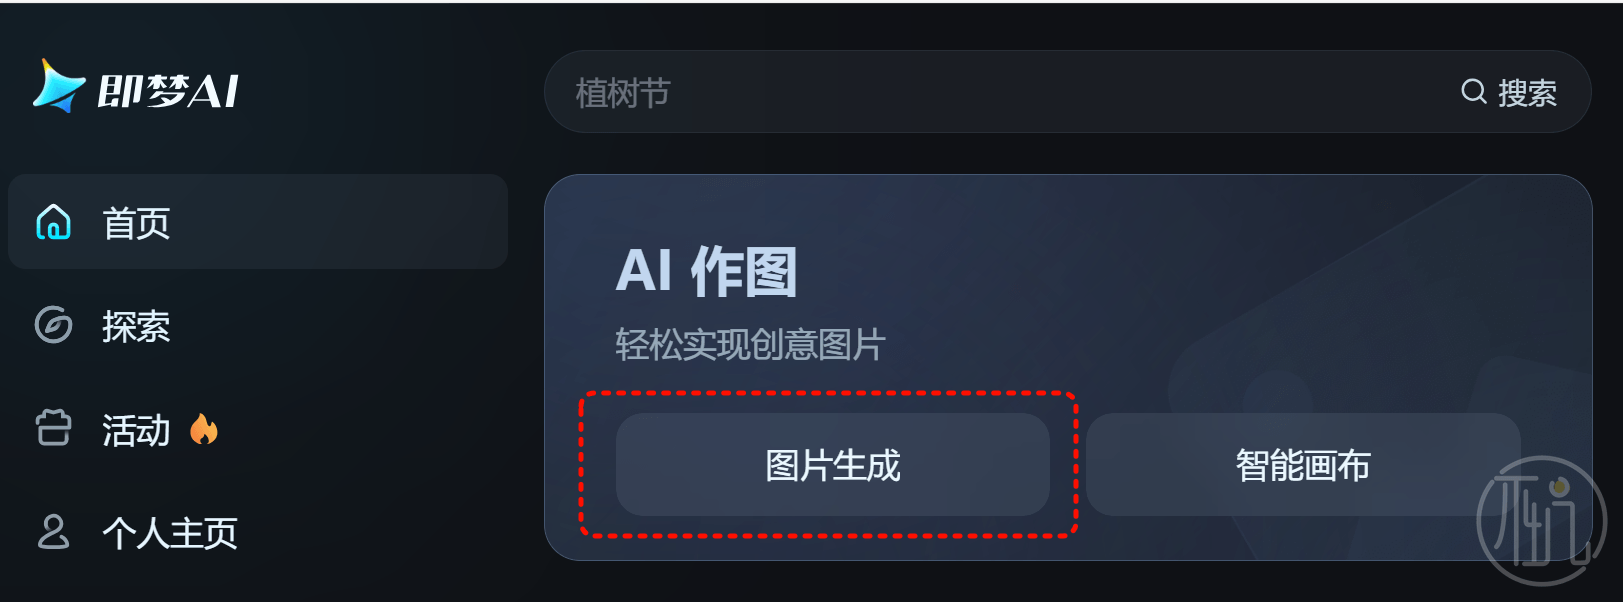 即梦AI
植树节
搜索
首页
探索
活动
个人主页
AI 作图
轻松实现创意图片
图片生成
智能画布